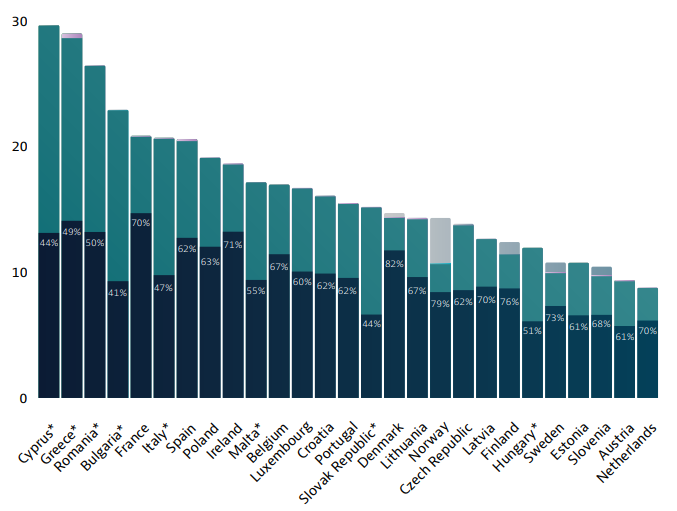 30
20
10
0
44%
49%
50%
41%
70%
47%
62%
63%
71%
55%
67%
60%
62%
62%
44%
82%
67%
79%
62%
70%
76%
51%
73%
61%
68%
61%
70%
Cyprus*
Greece*
Romania*
Bulgaria*
France
Italy*
Spain
Poland
Ireland
Malta*
Belgium
Luxembourg
Croatia
Portugal
Slovak Republic*
Denmark
Lithuania
Norway
Czech Republic
Latvia
Finland
Hungary*
Sweden
Estonia
Slovenia
Austria
Netherlands